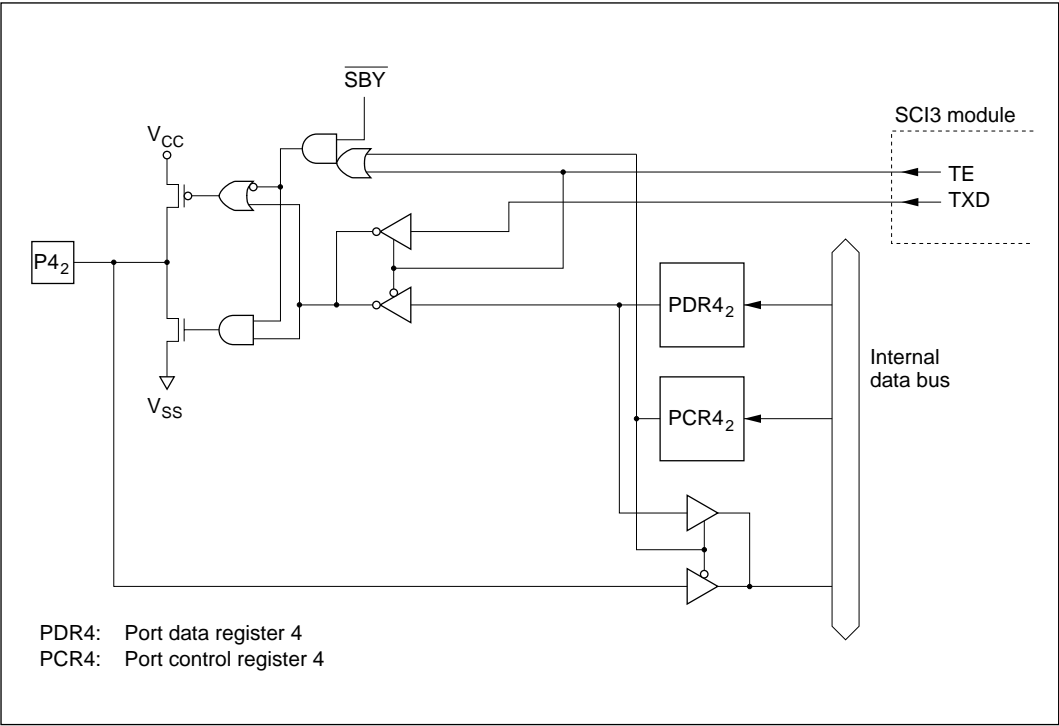 SBY
SCI3 module
VCC
TE
TXD
P42
PDR42
Internal
data bus
PCR42
VSS
PDR4: Port data register 4
PCR4: Port control register 4